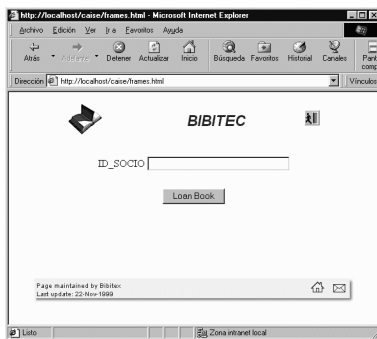 http://localhost/caise/frames.html - Microsoft Internet Explorer
Archivo Edición Ver Ir a Favoritos Ayuda
Atrás Adelante Detener Actualizar Inicio Búsqueda Favoritos Historial Canales Pant comp
Dirección http://localhost/caise/frames.html Vínculos
BIBITEC
ID_SOCIO
Loan Book
Page maintained by Bibitex
Last update: 22-Nov-1999
Listo Zona intranet local